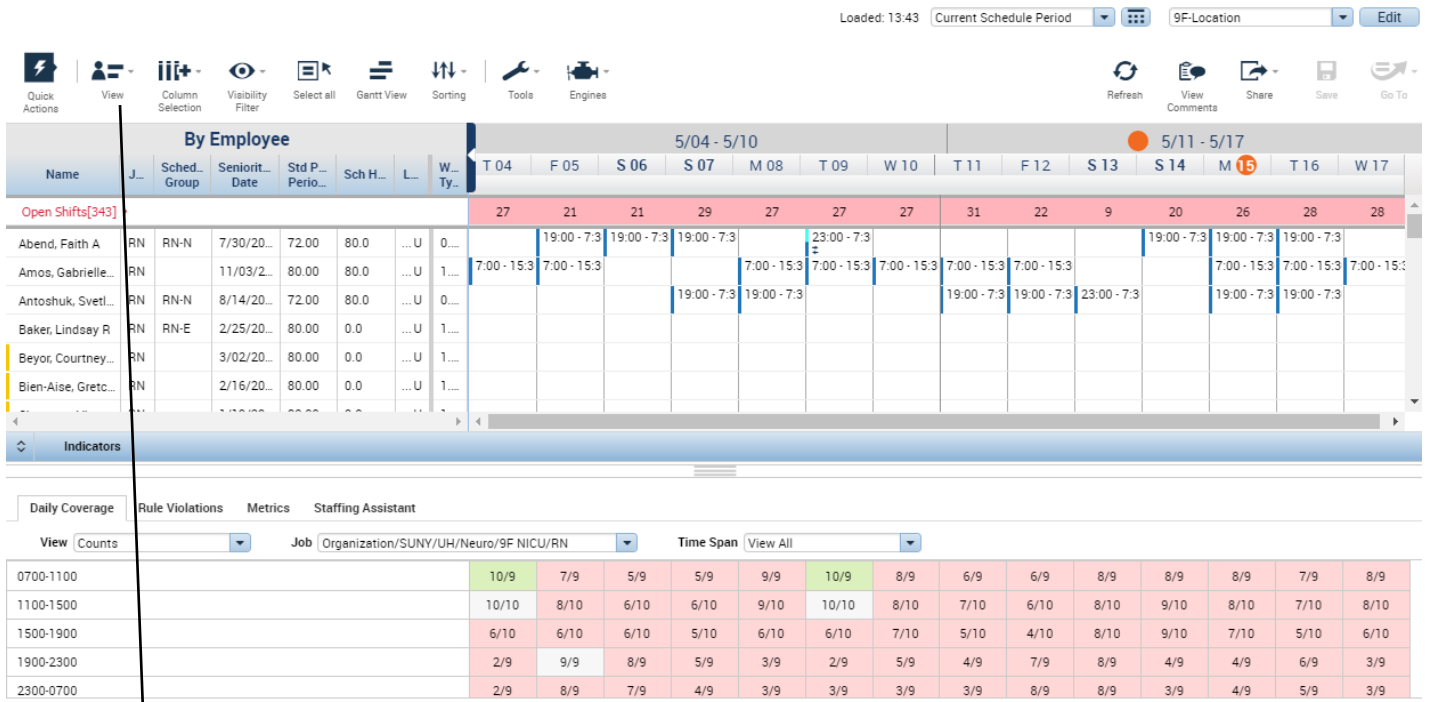 Loaded: 13:43 Current Schedule Period 9F-Location Edit
Quick Actions View Column Selection Visibility Filter Select all Gantt View Sorting Tools Engines Refresh View Comments Share Save Go To
By Employee 5/04 - 5/10 5/11 - 5/17
Name J... Sched... Group Seniorit... Date Std P... Perio... Sch H... L... W... Ty... T 04 F 05 S 06 S 07 M 08 T 09 W 10 T 11 F 12 S 13 S 14 M 15 T 16 W 17
Open Shifts[343] 27 21 21 29 27 27 27 31 22 9 20 26 28 28
Abend, Faith A RN RN-N 7/30/20... 72.00 80.0 ...U 0.... 19:00 - 7:3 19:00 - 7:3 19:00 - 7:3 23:00 - 7:3 19:00 - 7:3 19:00 - 7:3 19:00 - 7:3
Amos, Gabrielle... RN 11/03/2... 80.00 80.0 ...U 1.... 7:00 - 15:3 7:00 - 15:3 7:00 - 15:3 7:00 - 15:3 7:00 - 15:3 7:00 - 15:3 7:00 - 15:3 7:00 - 15:3 7:00 - 15:3 7:00 - 15:3
Antoshuk, Svetl... RN RN-N 8/14/20... 72.00 80.0 ...U 0.... 19:00 - 7:3 19:00 - 7:3 19:00 - 7:3 19:00 - 7:3 23:00 - 7:3 19:00 - 7:3 19:00 - 7:3
Baker, Lindsay R RN RN-E 2/25/20... 80.00 0.0 ...U 1....
Beyor, Courtney... RN 3/02/20... 80.00 0.0 ...U 1....
Bien-Aise, Gretc... RN 2/16/20... 80.00 0.0 ...U 1....
Indicators
Daily Coverage Rule Violations Metrics Staffing Assistant
View Counts Job Organization/SUNY/UH/Neuro/9F NICU/RN Time Span View All
0700-1100 10/9 7/9 5/9 5/9 9/9 10/9 8/9 6/9 6/9 8/9 8/9 8/9 7/9 8/9
1100-1500 10/10 8/10 6/10 6/10 9/10 10/10 8/10 7/10 6/10 8/10 9/10 8/10 7/10 8/10
1500-1900 6/10 6/10 6/10 5/10 6/10 6/10 7/10 5/10 4/10 8/10 9/10 7/10 5/10 6/10
1900-2300 2/9 9/9 8/9 5/9 3/9 2/9 5/9 4/9 7/9 8/9 4/9 4/9 6/9 3/9
2300-0700 2/9 8/9 7/9 4/9 3/9 3/9 3/9 3/9 8/9 8/9 3/9 4/9 5/9 3/9